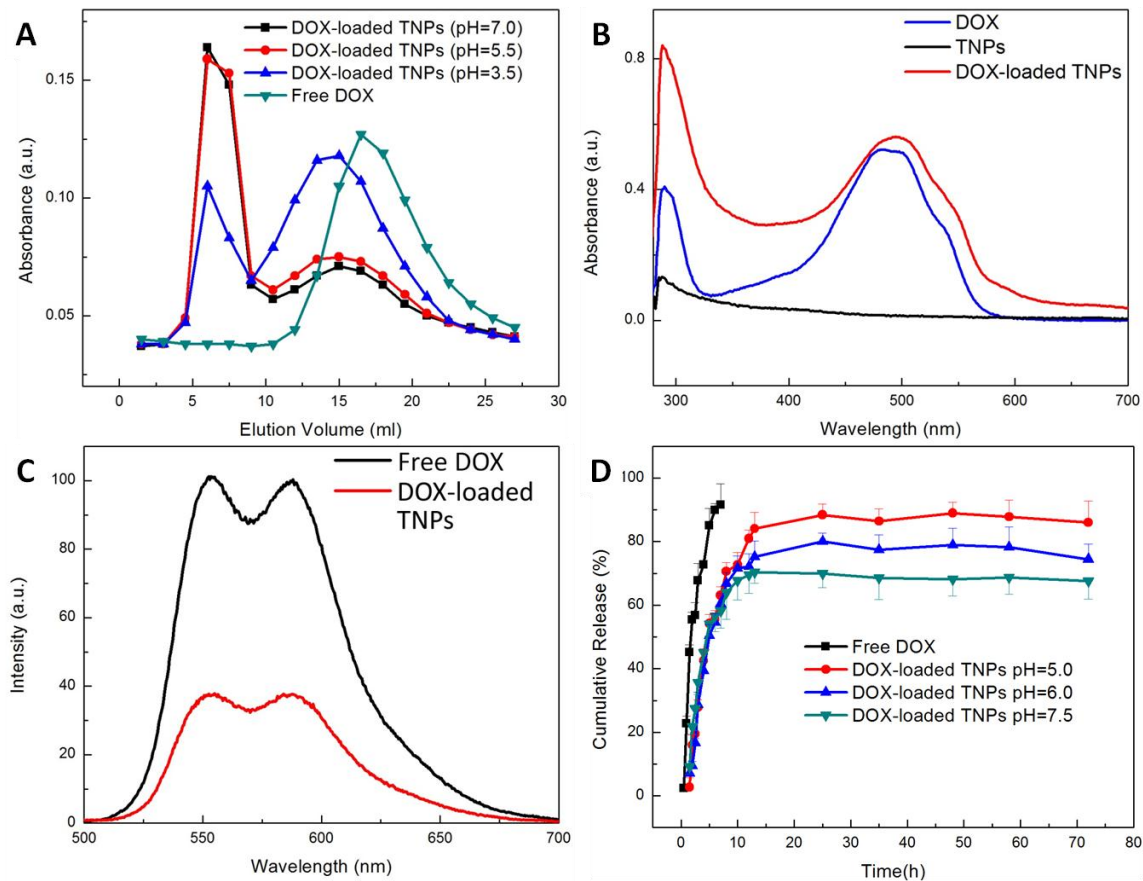 A
DOX-loaded TNPs (pH=7.0)
DOX-loaded TNPs (pH=5.5)
DOX-loaded TNPs (pH=3.5)
Free DOX
0.15
0.10
0.05
0 5 10 15 20 25 30
Absorbance (a.u.)
Elution Volume (ml)
B
DOX
TNPs
DOX-loaded TNPs
0.8
0.4
0.0
300 400 500 600 700
Absorbance (a.u.)
Wavelength (nm)
C
Free DOX
DOX-loaded
TNPs
100
80
60
40
20
0
500 550 600 650 700
Intensity (a.u.)
Wavelength (nm)
D
100
80
60
40
20
0
Free DOX
DOX-loaded TNPs pH=5.0
DOX-loaded TNPs pH=6.0
DOX-loaded TNPs pH=7.5
0 10 20 30 40 50 60 70 80
Cumulative Release (%)
Time(h)